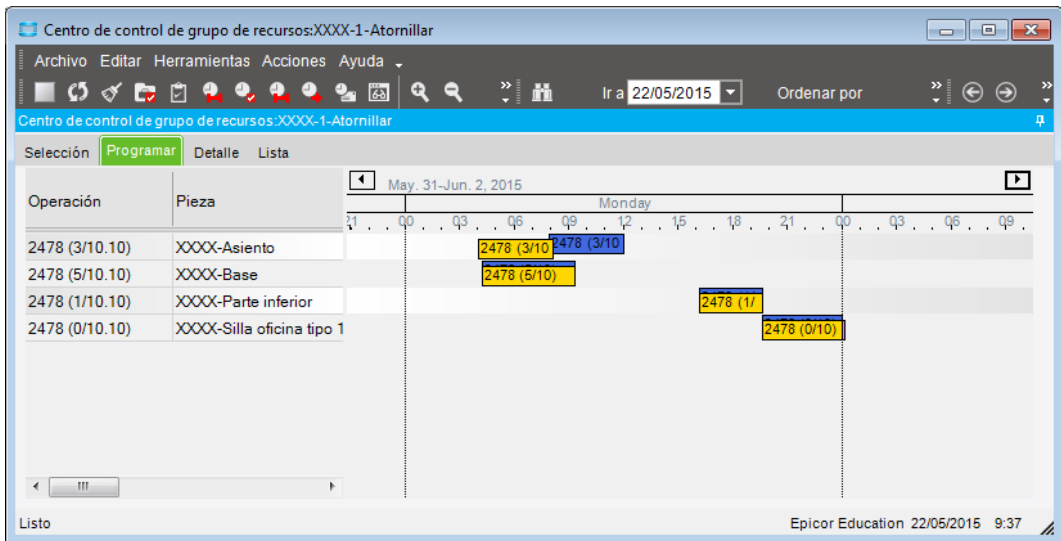 Centro de control de grupo de recursos:XXXX-1-Atornillar
Archivo Editar Herramientas Acciones Ayuda
Ir a 22/05/2015 Ordenar por
Centro de control de grupo de recursos:XXXX-1-Atornillar
Selección Programar Detalle Lista
May. 31-Jun. 2, 2015
Operación Pieza Monday
21 00 03 06 09 12 15 18 21 00 03 06 09
2478 (3/10.10) XXXX-Asiento 2478 (3/10 2478 (3/10
2478 (5/10.10) XXXX-Base 2478 (5/10)
2478 (1/10.10) XXXX-Parte inferior 2478 (1/
2478 (0/10.10) XXXX-Silla oficina tipo 1 2478 (0/10)
Listo Epicor Education 22/05/2015 9:37